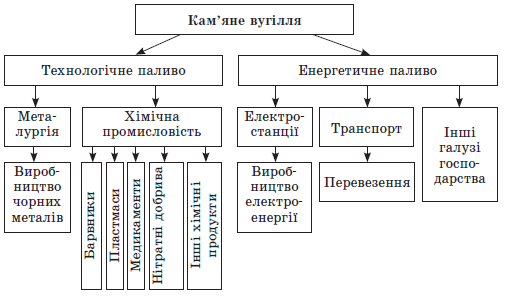 Кам’яне вугілля
Технологічне паливо
Енергетичне паливо
Мета-
лургія
Хімічна
промисловість
Електро-
станції
Транспорт
Інші
галузі
госпо-
дарства
Вироб-
ництво
чорних
металів
Барвники
Пластмаси
Медикаменти
Нітратні добрива
Інші хімічні
продукти
Вироб-
ництво
електро-
енергії
Перевезення